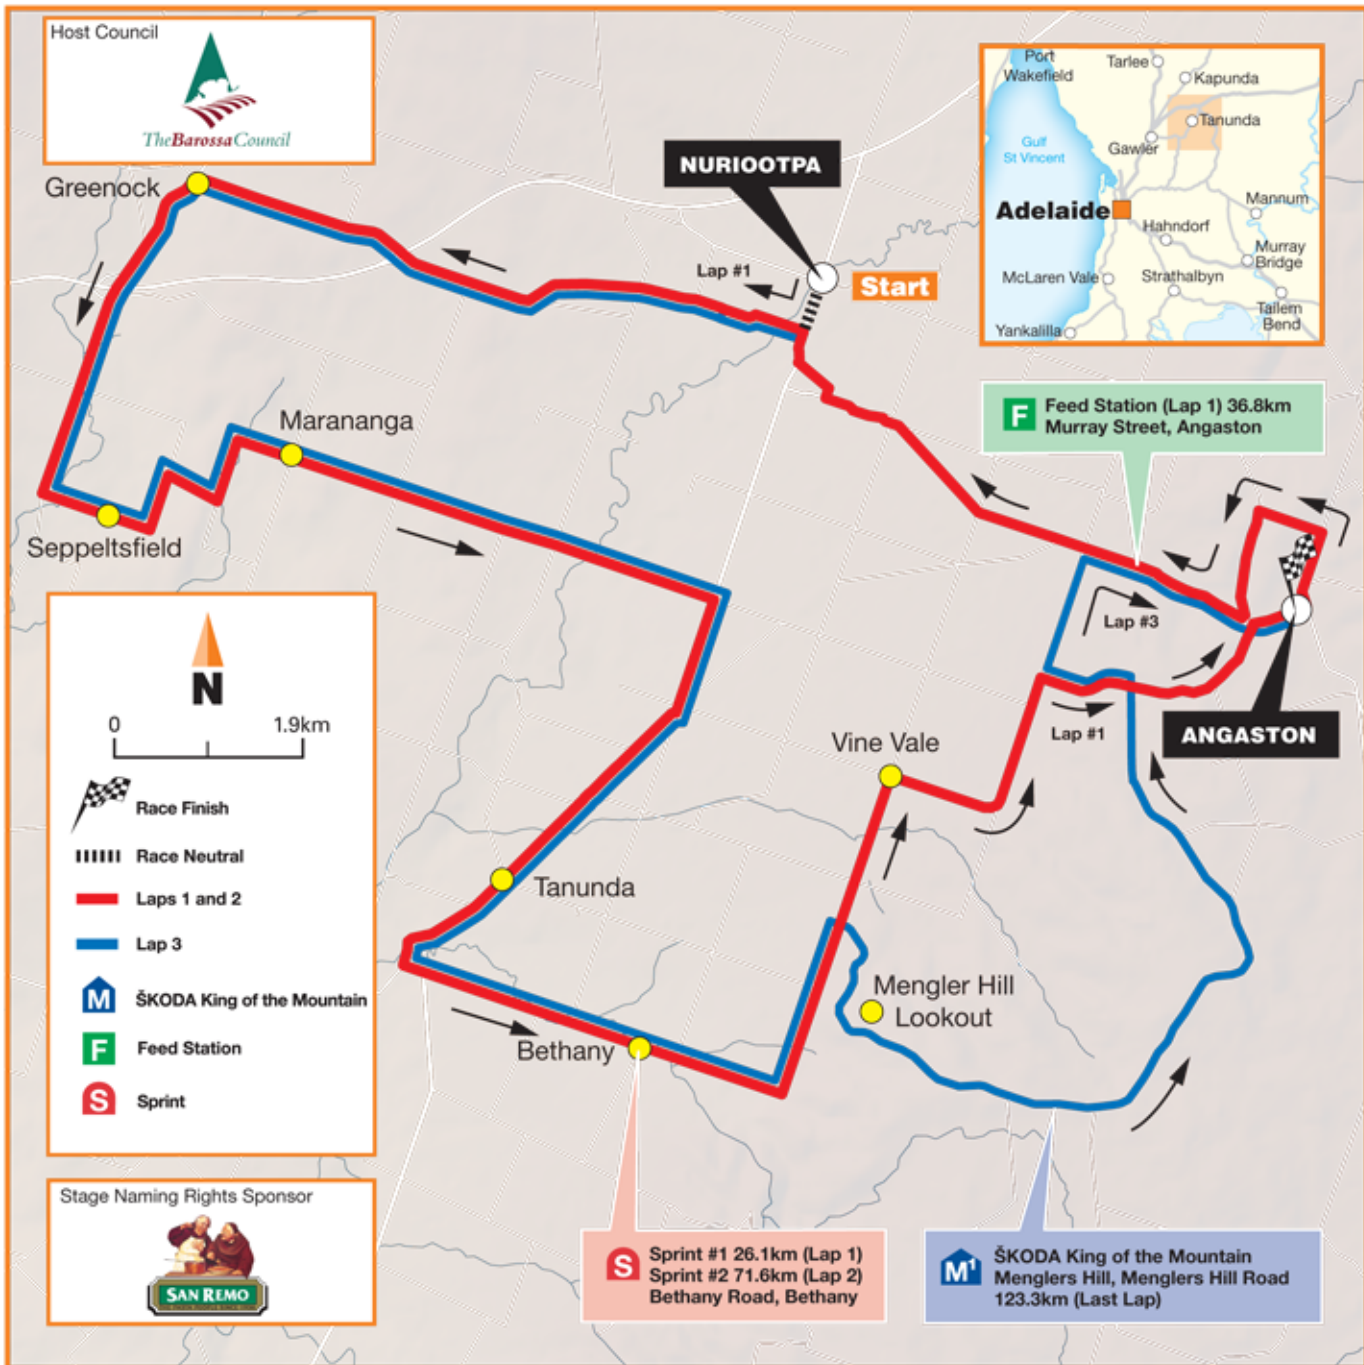 Host Council
The Barossa Council
Greenock
NURIOOTPA
Lap #1
Start
Port
Wakefield
Tarlee
Kapunda
Tanunda
Gulf
St Vincent
Gawler
Adelaide
Mannum
Hahndorf
Murray
Bridge
McLaren Vale
Strathalbyn
Tailem
Bend
Yankalilla
F
Feed Station (Lap 1) 36.8km
Murray Street, Angaston
Marananga
Seppeltsfield
Lap #3
Lap #1
ANGASTON
Vine Vale
Tanunda
Mengler Hill
Lookout
Bethany
N
0 1.9km
Race Finish
Race Neutral
Laps 1 and 2
Lap 3
M ŠKODA King of the Mountain
F Feed Station
S Sprint
Stage Naming Rights Sponsor
SAN REMO
S
Sprint #1 26.1km (Lap 1)
Sprint #2 71.6km (Lap 2)
Bethany Road, Bethany
M1
ŠKODA King of the Mountain
Menglers Hill, Menglers Hill Road
123.3km (Last Lap)